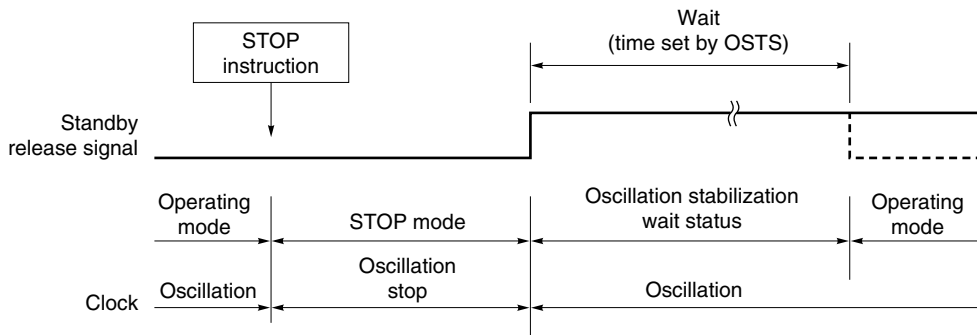 Wait
(time set by OSTS)
STOP
instruction
Standby
release signal
Operating
mode
STOP mode
Oscillation stabilization
wait status
Operating
mode
Clock
Oscillation
Oscillation
stop
Oscillation